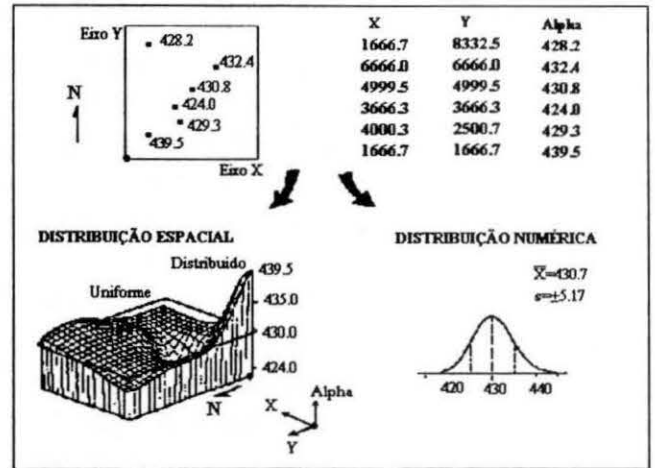 Eixo Y
428.2
432.4
430.8
424.0
429.3
439.5
N
Eixo X
X Y Alpha
1666.7 8332.5 428.2
6666.0 6666.0 432.4
4999.5 4999.5 430.8
3666.3 3666.3 424.0
4000.3 2500.7 429.3
1666.7 1666.7 439.5
DISTRIBUIÇÃO ESPACIAL
Distribuido
439.5
Uniforme
435.0
430.0
424.0
N
X
Alpha
Y
DISTRIBUIÇÃO NUMÉRICA
X̅=430.7
s=±5.17
420 430 440